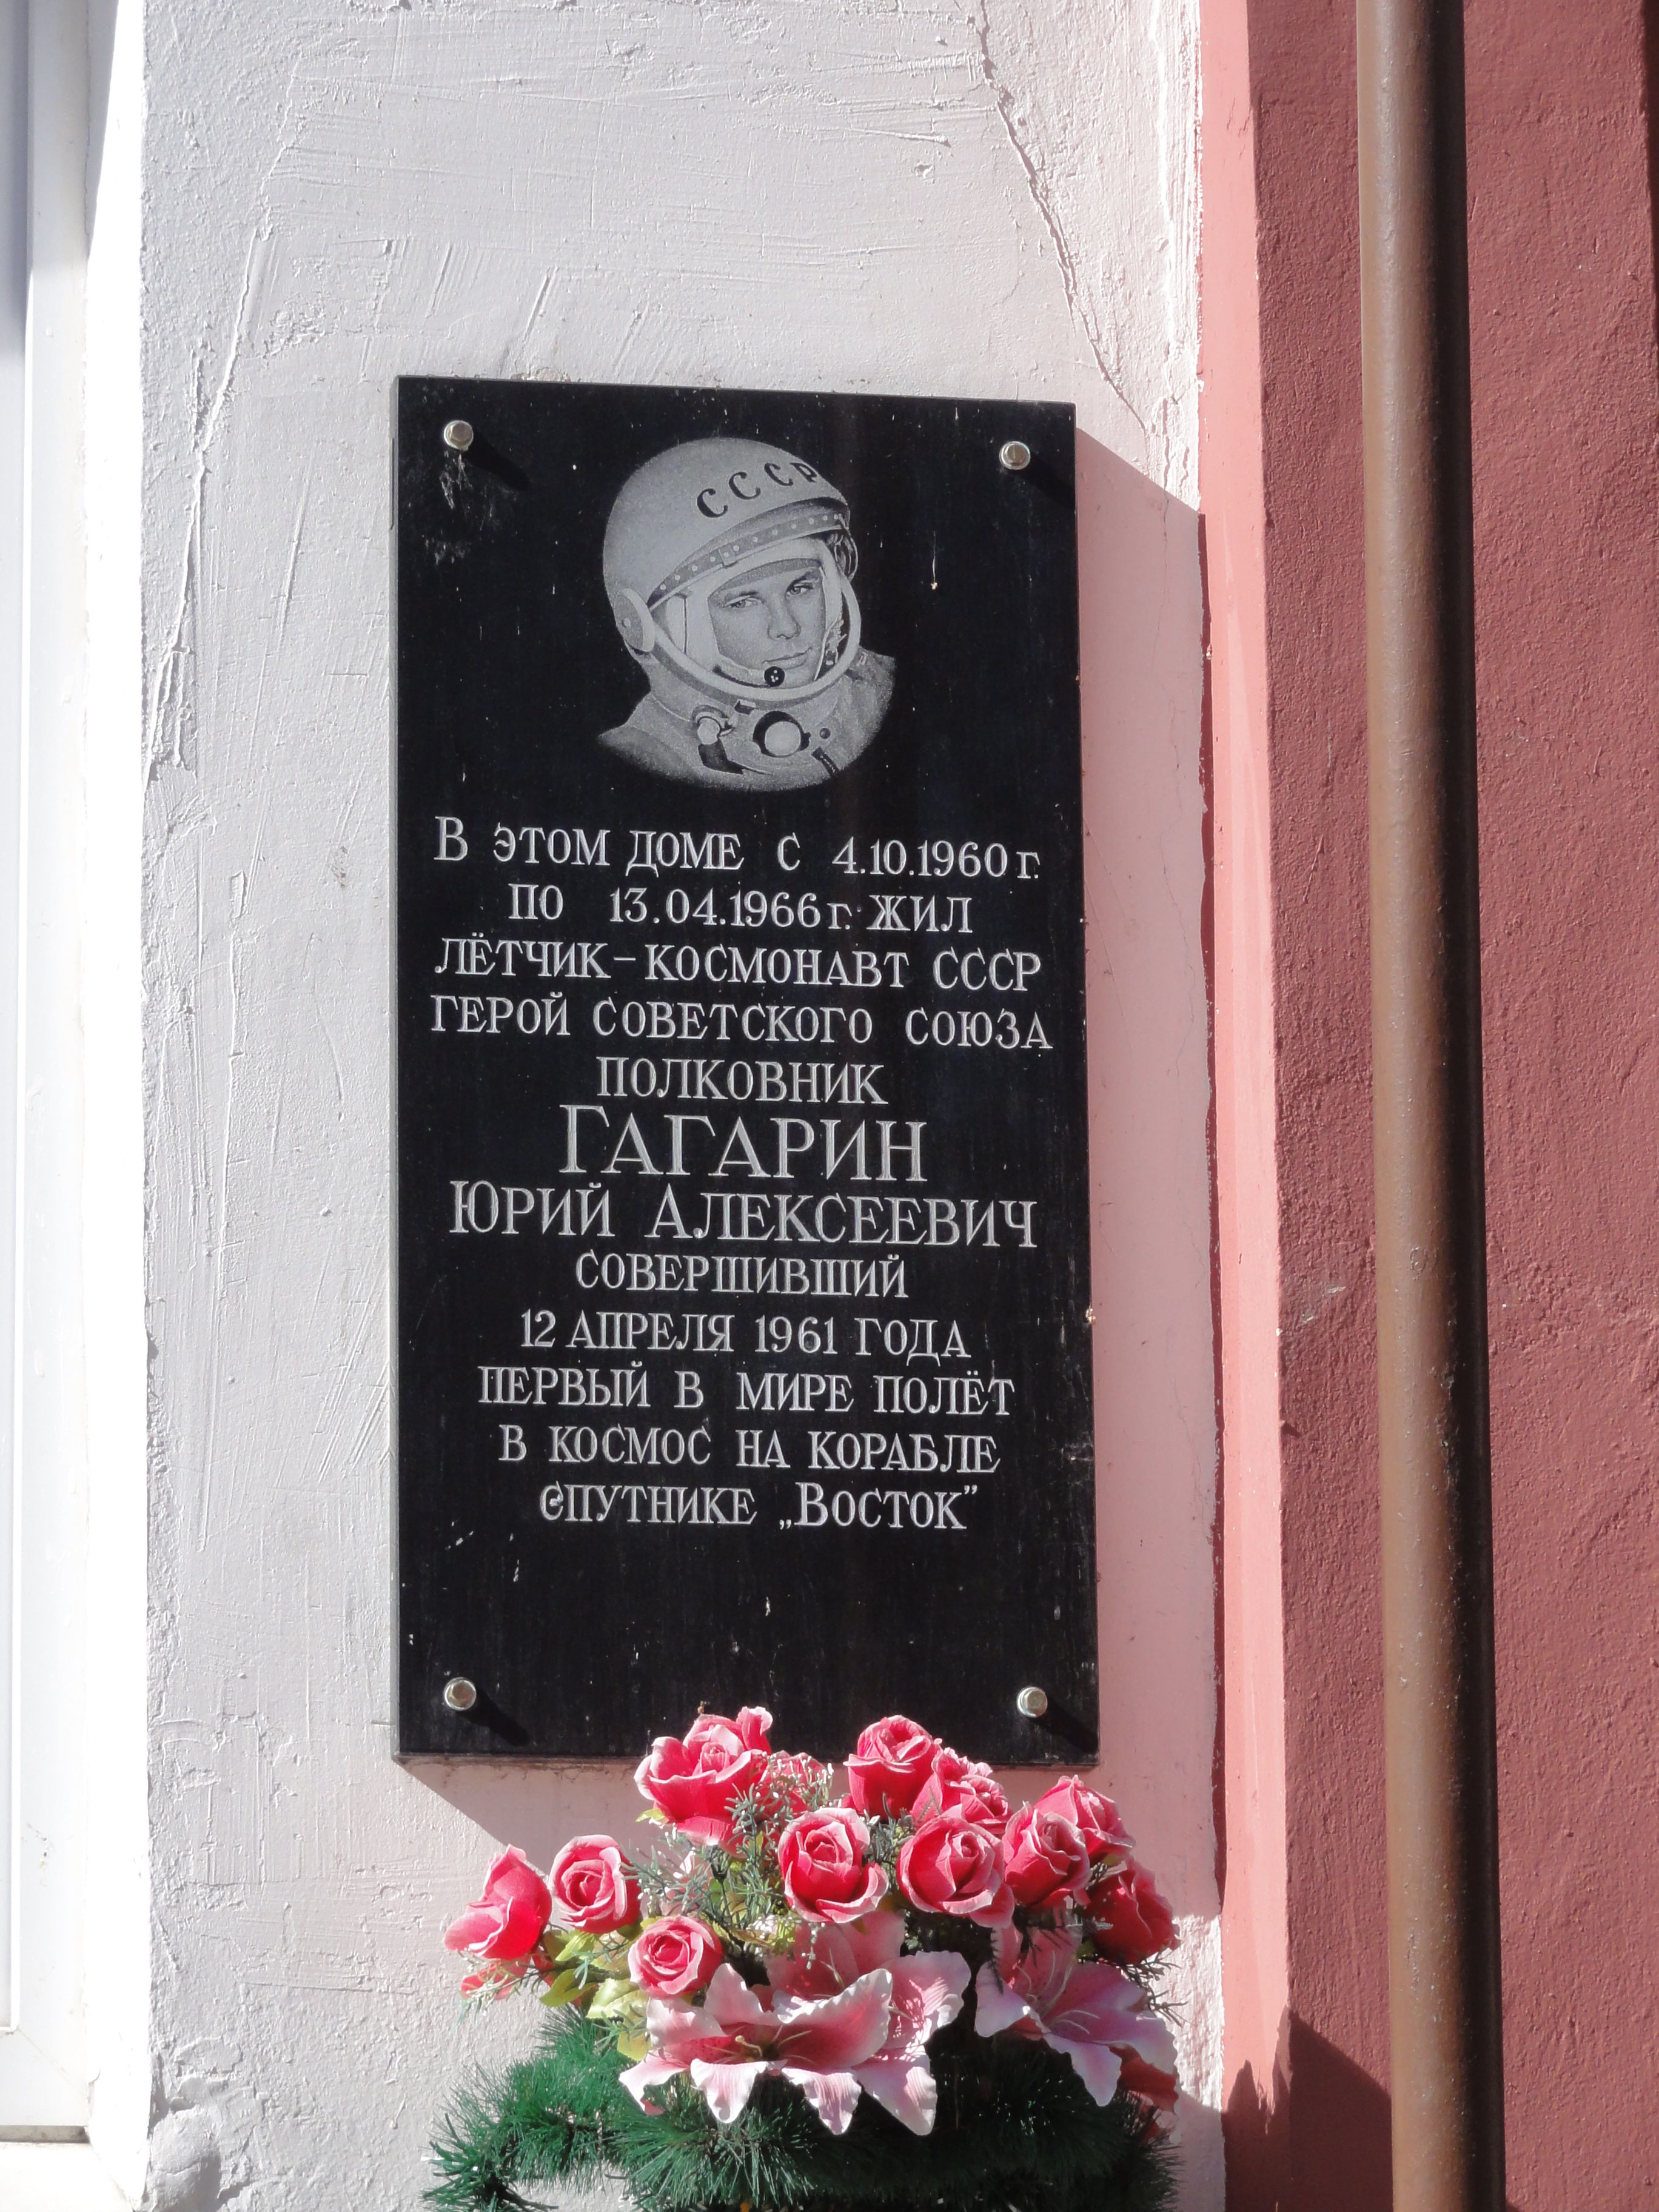 СССР
В ЭТОМ ДОМЕ С 4.10.1960 г.
ПО 13.04.1966 г. ЖИЛ
ЛЁТЧИК-КОСМОНАВТ СССР
ГЕРОЙ СОВЕТСКОГО СОЮЗА
ПОЛКОВНИК
ГАГАРИН
ЮРИЙ АЛЕКСЕЕВИЧ
СОВЕРШИВШИЙ
12 АПРЕЛЯ 1961 ГОДА
ПЕРВЫЙ В МИРЕ ПОЛЁТ
В КОСМОС НА КОРАБЛЕ
СПУТНИКЕ „ВОСТОК”